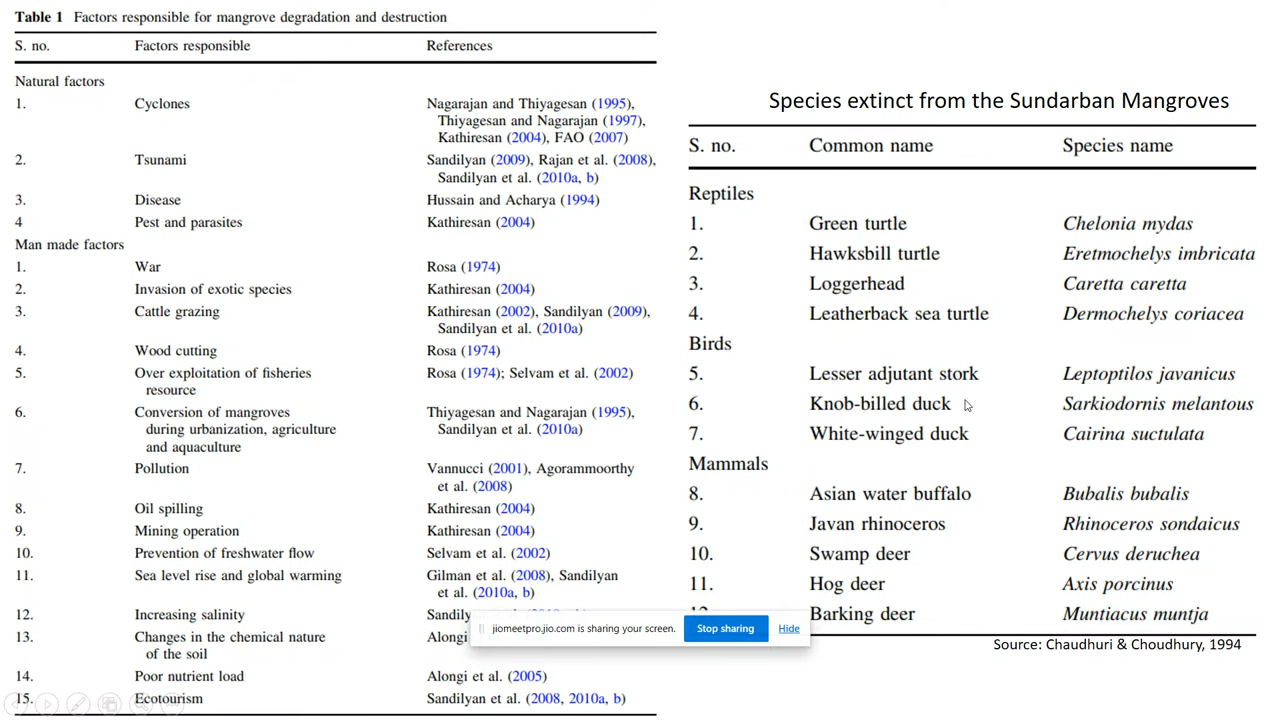 Table 1 Factors responsible for mangrove degradation and destruction
S. no. Factors responsible References
Natural factors
1. Cyclones Nagarajan and Thiyagesan (1995),
Thiyagesan and Nagarajan (1997),
Kathiresan (2004), FAO (2007)
2. Tsunami Sandilyan (2009), Rajan et al. (2008),
Sandilyan et al. (2010a, b)
3. Disease Hussain and Acharya (1994)
4 Pest and parasites Kathiresan (2004)
Man made factors
1. War Rosa (1974)
2. Invasion of exotic species Kathiresan (2004)
3. Cattle grazing Kathiresan (2002), Sandilyan (2009),
Sandilyan et al. (2010a)
4. Wood cutting Rosa (1974)
5. Over exploitation of fisheries Rosa (1974); Selvam et al. (2002)
resource
6. Conversion of mangroves Thiyagesan and Nagarajan (1995),
during urbanization, agriculture Sandilyan et al. (2010a)
and aquaculture
7. Pollution Vannucci (2001), Agorammoorthy
et al. (2008)
8. Oil spilling Kathiresan (2004)
9. Mining operation Kathiresan (2004)
10. Prevention of freshwater flow Selvam et al. (2002)
11. Sea level rise and global warming Gilman et al. (2008), Sandilyan
et al. (2010a, b)
12. Increasing salinity
13. Changes in the chemical nature Alongi
of the soil
14. Poor nutrient load Alongi et al. (2005)
15. Ecotourism Sandilyan et al. (2008, 2010a, b)
Species extinct from the Sundarban Mangroves
S. no. Common name Species name
Reptiles
1. Green turtle Chelonia mydas
2. Hawksbill turtle Eretmochelys imbricata
3. Loggerhead Caretta caretta
4. Leatherback sea turtle Dermochelys coriacea
Birds
5. Lesser adjutant stork Leptoptilos javanicus
6. Knob-billed duck Sarkiodornis melantous
7. White-winged duck Cairina suctulata
Mammals
8. Asian water buffalo Bubalis bubalis
9. Javan rhinoceros Rhinoceros sondaicus
10. Swamp deer Cervus deruchea
11. Hog deer Axis porcinus
Barking deer Muntiacus muntja
Source: Chaudhuri & Choudhury, 1994
jiomeetpro.jio.com is sharing your screen. Stop sharing Hide